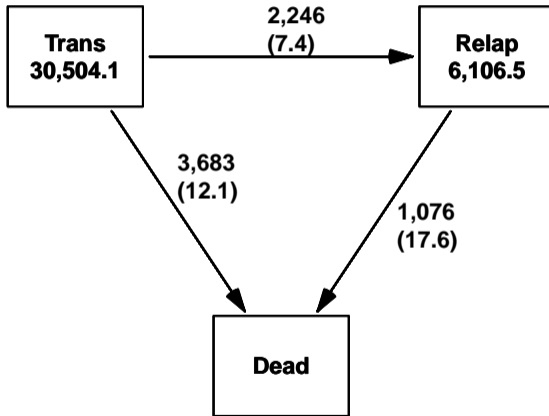 2,246
(7.4)
Trans
30,504.1
Relap
6,106.5
3,683
(12.1)
1,076
(17.6)
Dead